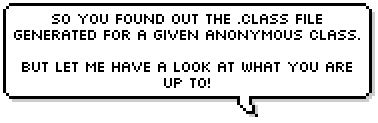 SO YOU FOUND OUT THE .CLASS FILE
GENERATED FOR A GIVEN ANONYMOUS CLASS.
BUT LET ME HAVE A LOOK AT WHAT YOU ARE
UP TO!